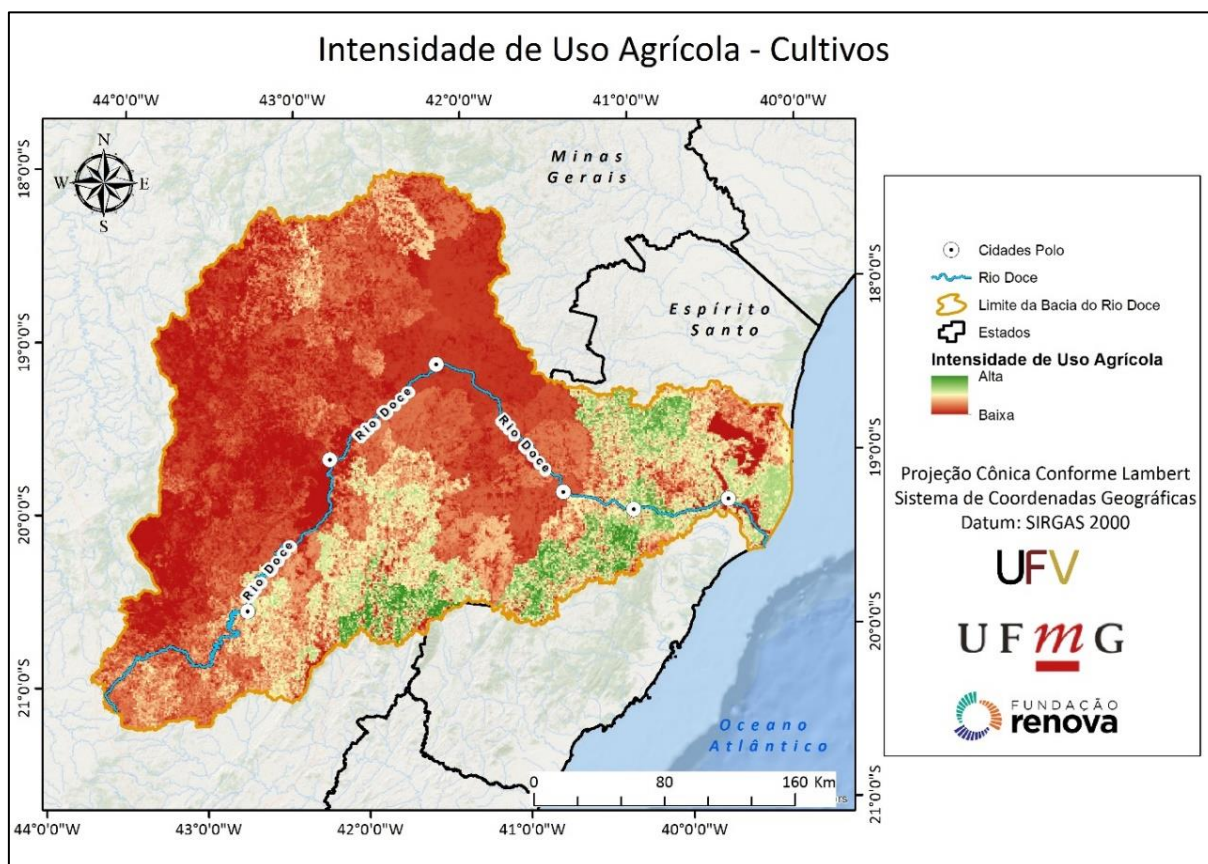 Intensidade de Uso Agrícola - Cultivos
44°0'0"W 43°0'0"W 42°0'0"W 41°0'0"W 40°0'0"W
18°0'0"S
19°0'0"S
20°0'0"S
21°0'0"S
N
W E
S
Minas
Gerais
Espírito
Santo
Rio Doce
Rio Doce
Rio Doce
Oceano
Atlântico
0 80 160 Km
rs
18°0'0"S
19°0'0"S
20°0'0"S
21°0'0"S
44°0'0"W 43°0'0"W 42°0'0"W 41°0'0"W 40°0'0"W
Cidades Polo
Rio Doce
Limite da Bacia do Rio Doce
Estados
Intensidade de Uso Agrícola
Alta
Baixa
Projeção Cônica Conforme Lambert
Sistema de Coordenadas Geográficas
Datum: SIRGAS 2000
UFV
UFmG
FUNDAÇÃO
renova